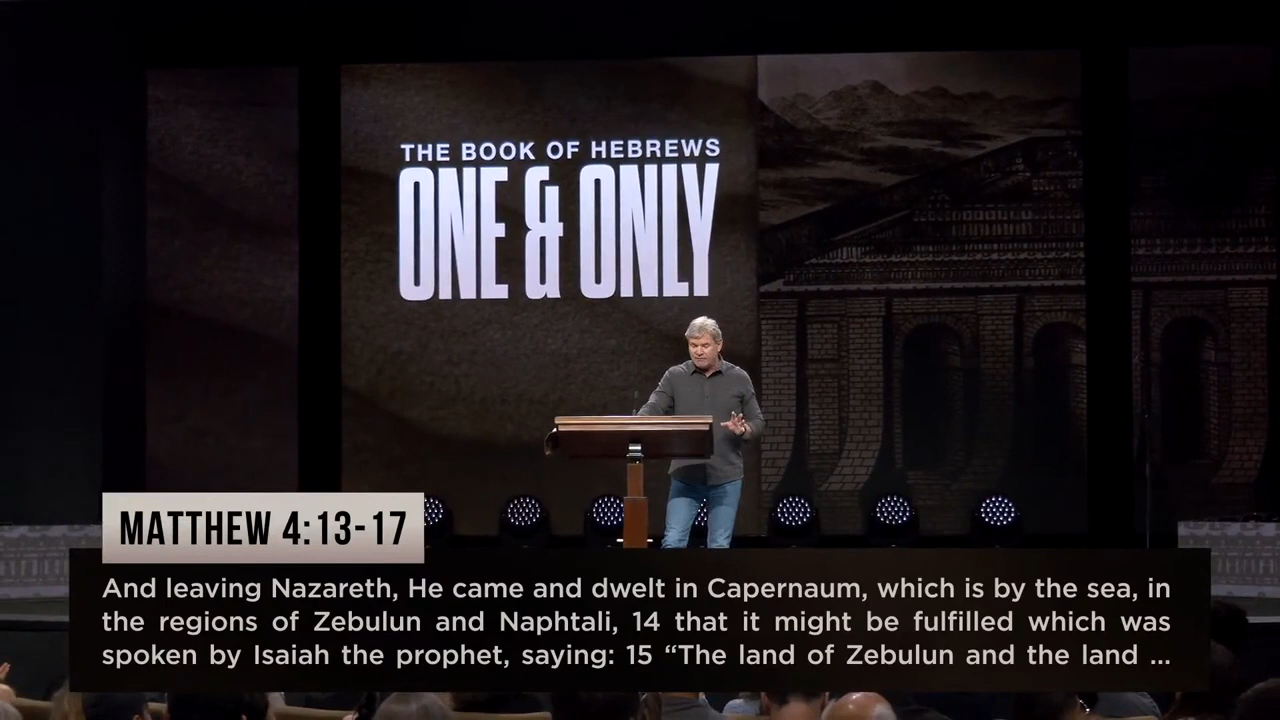 THE BOOK OF HEBREWS
ONE & ONLY
MATTHEW 4:13-17
And leaving Nazareth, He came and dwelt in Capernaum, which is by the sea, in
the regions of Zebulun and Naphtali, 14 that it might be fulfilled which was
spoken by Isaiah the prophet, saying: 15 “The land of Zebulun and the land ...